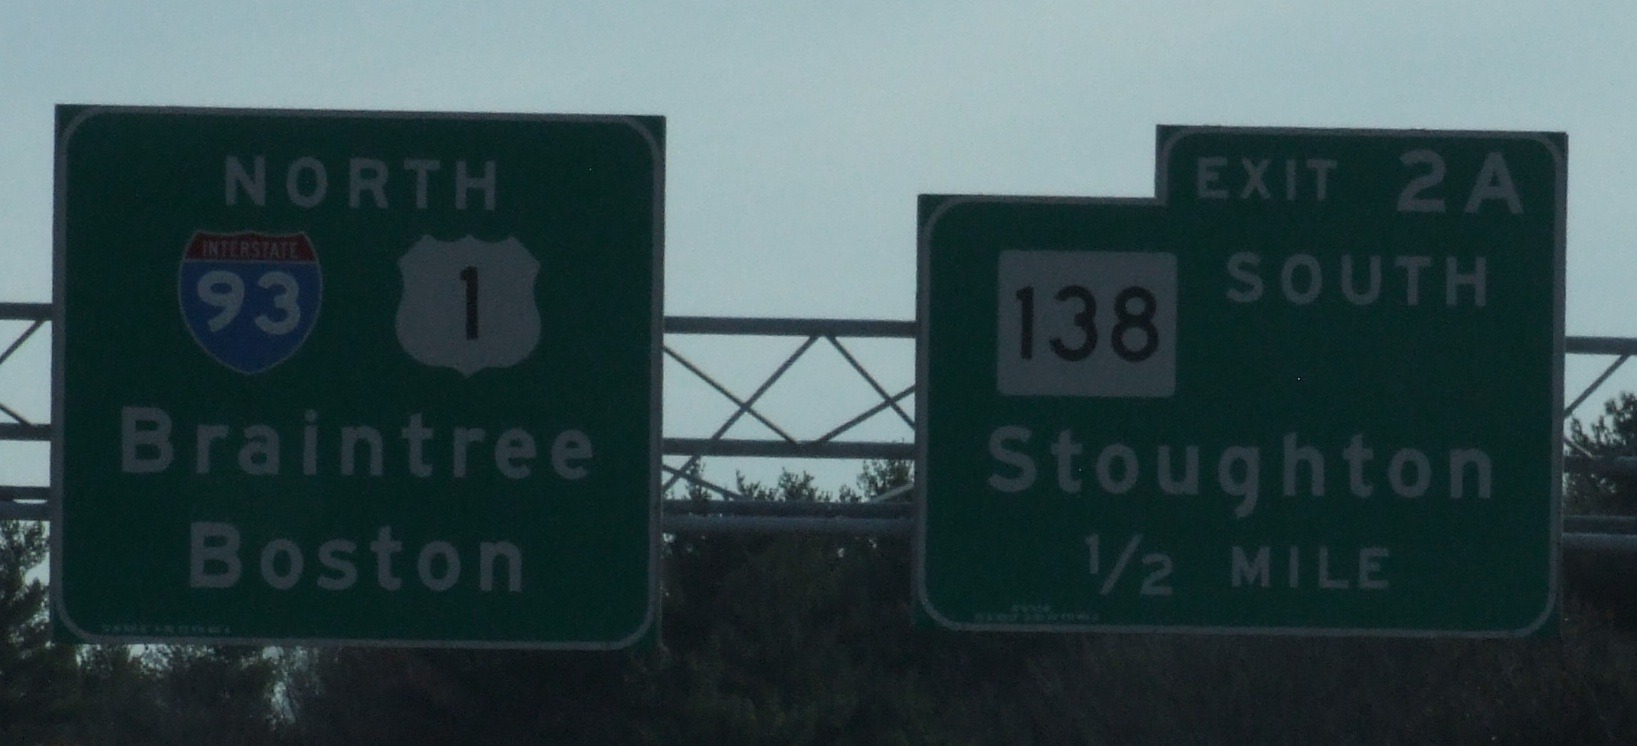 NORTH
INTERSTATE
93 1
Braintree
Boston
EXIT 2A
138 SOUTH
Stoughton
1/2 MILE